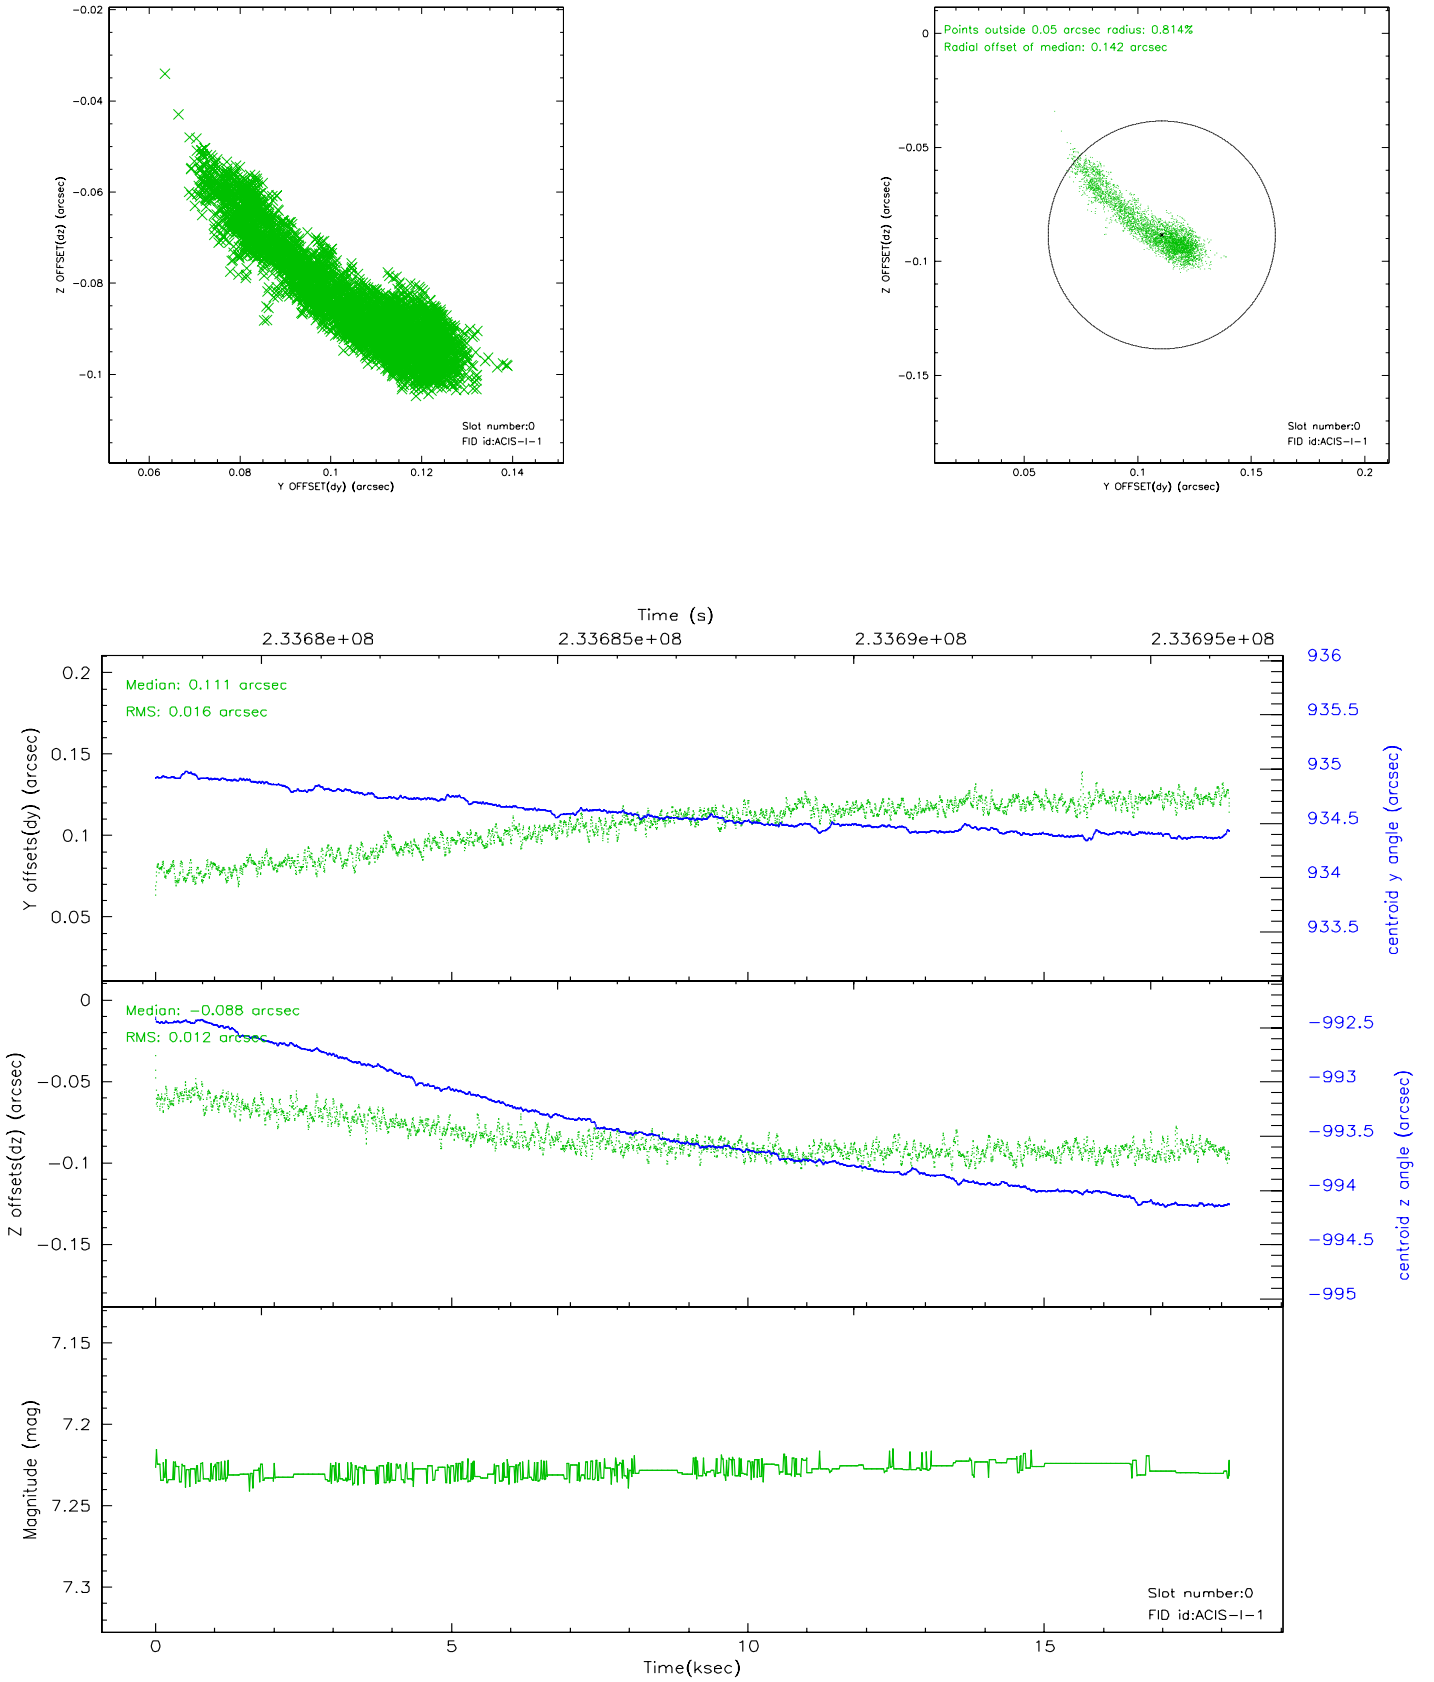 −0.02
−0.04
−0.06
−0.08
−0.1
Z OFFSET(dz) (arcsec)
Slot number:0
FID id:ACIS−I−1
0.06 0.08 0.1 0.12 0.14
Y OFFSET(dy) (arcsec)
Points outside 0.05 arcsec radius: 0.814%
Radial offset of median: 0.142 arcsec
0
−0.05
−0.1
−0.15
Z OFFSET(dz) (arcsec)
Slot number:0
FID id:ACIS−I−1
0.05 0.1 0.15 0.2
Y OFFSET(dy) (arcsec)
Time (s)
2.3368e+08 2.33685e+08 2.3369e+08 2.33695e+08
Median: 0.111 arcsec
RMS: 0.016 arcsec
0.2
0.15
0.1
0.05
Y offsets(dy) (arcsec)
936
935.5
935
934.5
934
933.5
centroid y angle (arcsec)
Median: −0.088 arcsec
RMS: 0.012 arcsec
0
−0.05
−0.1
−0.15
Z offsets(dz) (arcsec)
−992.5
−993
−993.5
−994
−994.5
−995
centroid z angle (arcsec)
7.15
7.2
7.25
7.3
Magnitude (mag)
Slot number:0
FID id:ACIS−I−1
0 5 10 15
Time(ksec)